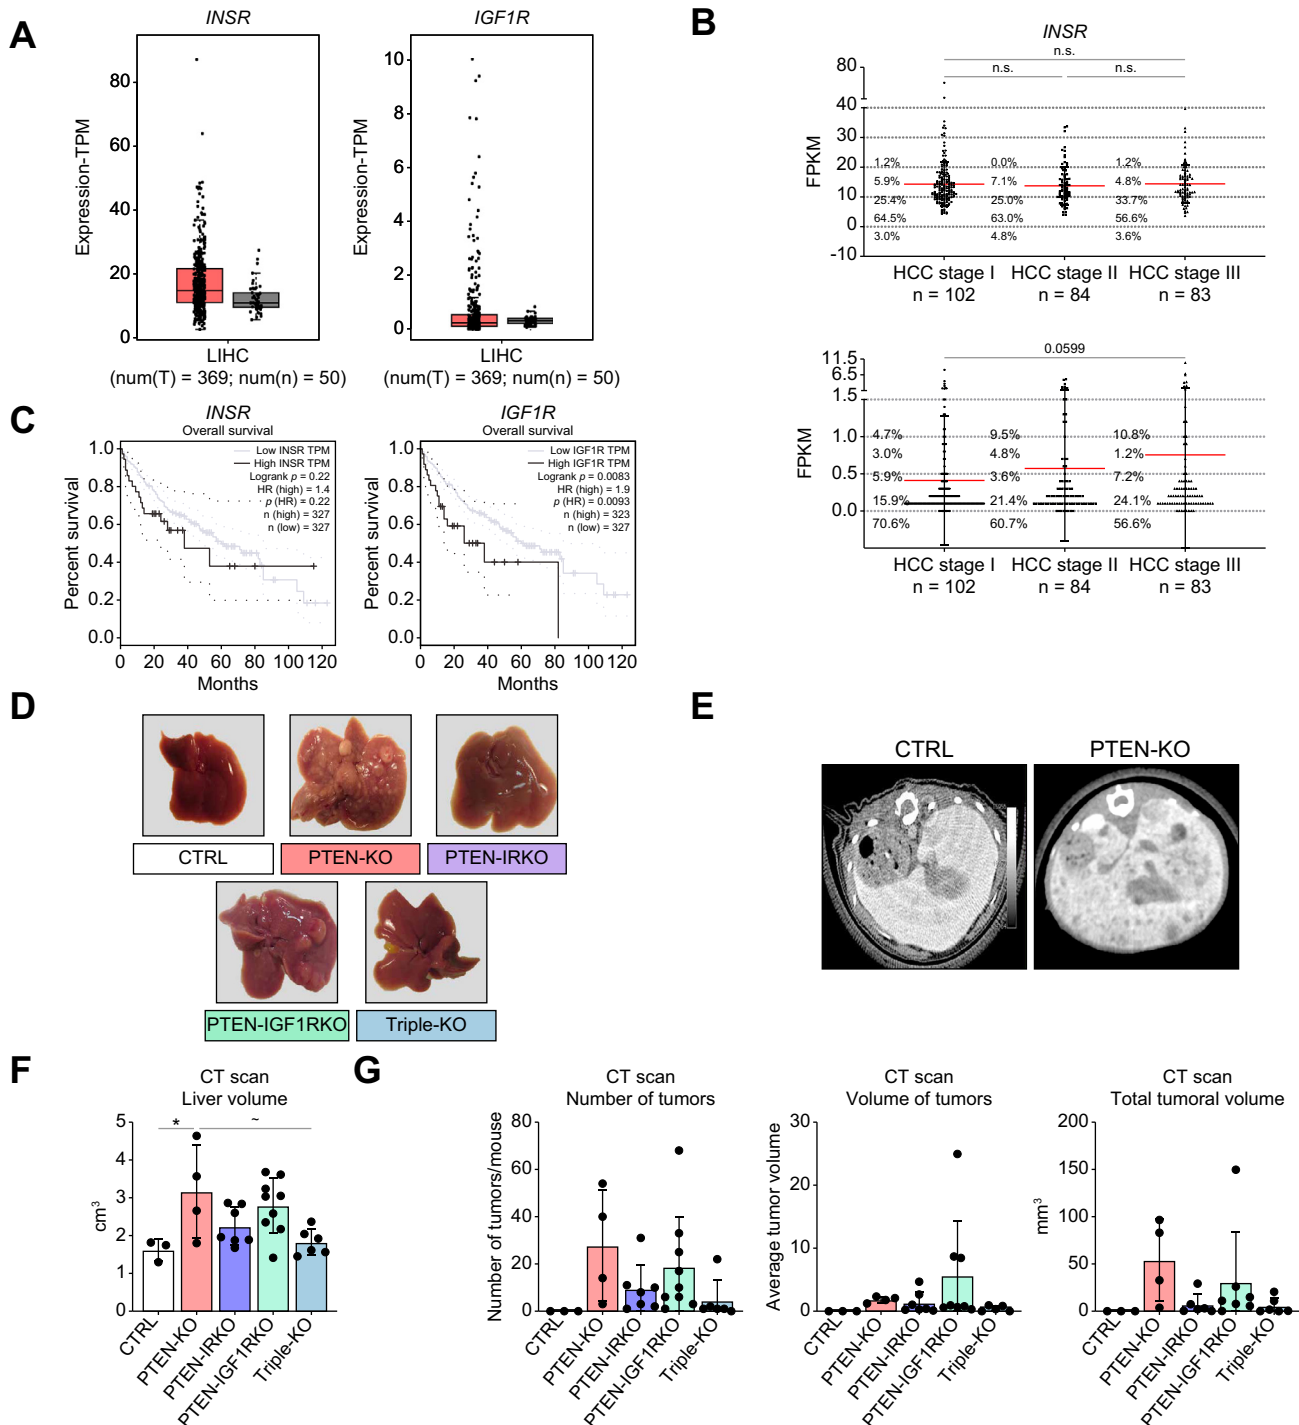 A
INSR
Expression-TPM
80
60
40
20
0
IGF1R
Expression-TPM
10
8
6
4
2
0
LIHC
(num(T) = 369; num(n) = 50)
LIHC
(num(T) = 369; num(n) = 50)
B
INSR
n.s.
n.s.
n.s.
FPKM
80
40
30
20
10
0
-10
1.2%
5.9%
25.4%
64.5%
3.0%
0.0%
7.1%
25.0%
63.0%
4.8%
1.2%
4.8%
33.7%
56.6%
3.6%
HCC stage I
n = 102
HCC stage II
n = 84
HCC stage III
n = 83
0.0599
FPKM
11.5
6.5
1.5
1.0
0.5
0.0
4.7%
3.0%
5.9%
15.9%
70.6%
9.5%
4.8%
3.6%
21.4%
60.7%
10.8%
1.2%
7.2%
24.1%
56.6%
HCC stage I
n = 102
HCC stage II
n = 84
HCC stage III
n = 83
C
INSR
Overall survival
Low INSR TPM
High INSR TPM
Logrank p = 0.22
HR (high) = 1.4
p (HR) = 0.22
n (high) = 327
n (low) = 327
Percent survival
1.0
0.8
0.6
0.4
0.2
0.0
0 20 40 60 80 100 120
Months
IGF1R
Overall survival
Low IGF1R TPM
High IGF1R TPM
Logrank p = 0.0083
HR (high) = 1.9
p (HR) = 0.0093
n (high) = 323
n (low) = 327
Percent survival
1.0
0.8
0.6
0.4
0.2
0.0
0 20 40 60 80 100 120
Months
D
CTRL
PTEN-KO
PTEN-IRKO
PTEN-IGF1RKO
Triple-KO
E
CTRL
PTEN-KO
F
CT scan
Liver volume
*
~
cm3
5
4
3
2
1
0
CTRL
PTEN-KO
PTEN-IRKO
PTEN-IGF1RKO
Triple-KO
G
CT scan
Number of tumors
Number of tumors/mouse
80
60
40
20
0
CTRL
PTEN-KO
PTEN-IRKO
PTEN-IGF1RKO
Triple-KO
CT scan
Volume of tumors
Average tumor volume
30
20
10
0
CTRL
PTEN-KO
PTEN-IRKO
PTEN-IGF1RKO
Triple-KO
CT scan
Total tumoral volume
mm3
200
150
100
50
0
CTRL
PTEN-KO
PTEN-IRKO
PTEN-IGF1RKO
Triple-KO